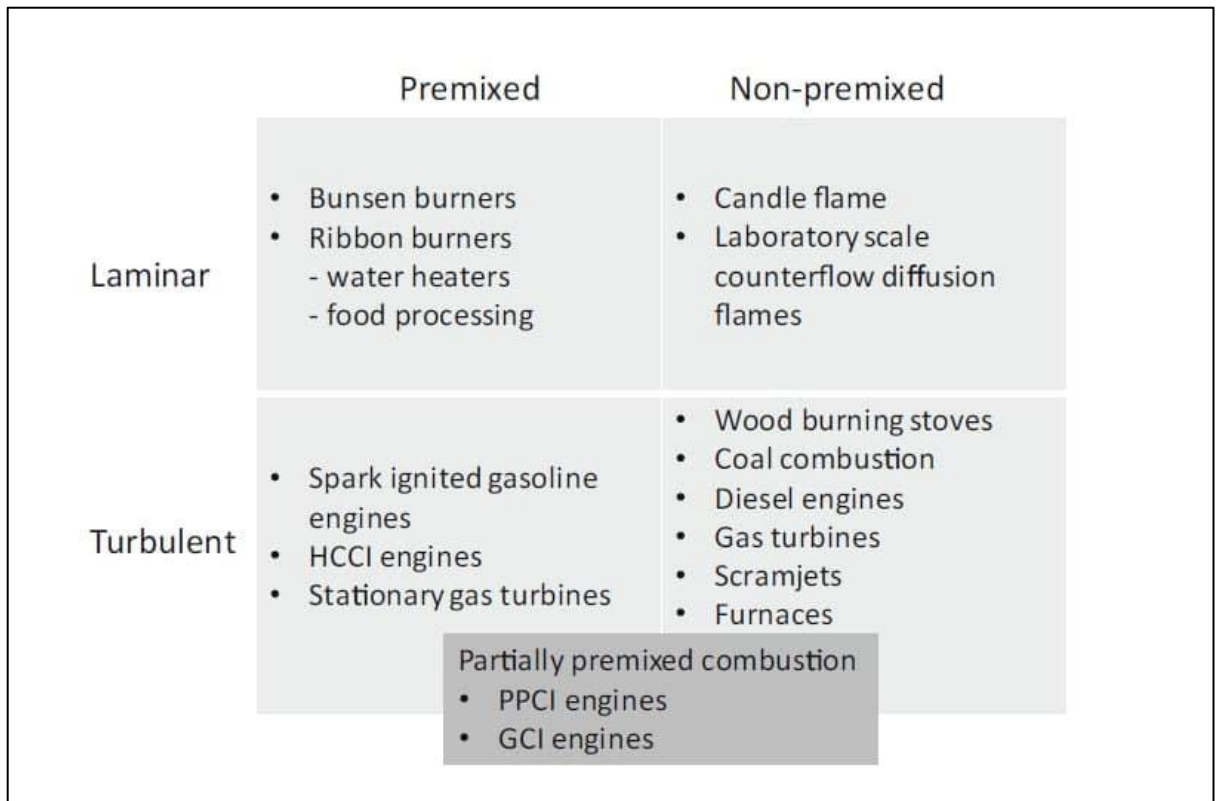 Premixed
Non-premixed
Laminar
• Bunsen burners
• Ribbon burners
- water heaters
- food processing
• Candle flame
• Laboratory scale
counterflow diffusion
flames
Turbulent
• Spark ignited gasoline
engines
• HCCI engines
• Stationary gas turbines
• Wood burning stoves
• Coal combustion
• Diesel engines
• Gas turbines
• Scramjets
• Furnaces
Partially premixed combustion
• PPCI engines
• GCI engines